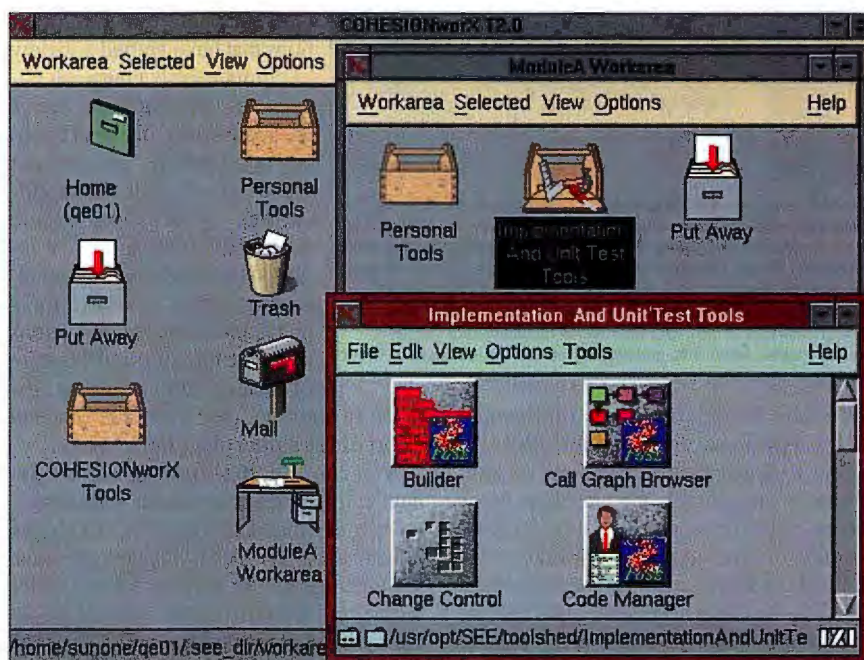 COHESIONworX T2.0
Workarea Selected View Options
Home
(qe01)
Personal
Tools
Put Away
Trash
COHESIONworX
Tools
Mail
ModuleA
Workarea
/home/sunone/qe01/.see_dir/workare
ModuleA Workarea
Workarea Selected View Options Help
Personal
Tools
Implementation
And Unit Test
Tools
Put Away
Implementation And Unit Test Tools
File Edit View Options Tools Help
Builder
Call Graph Browser
Change Control
Code Manager
/usr/opt/SEE/toolshed/ImplementationAndUnitTe